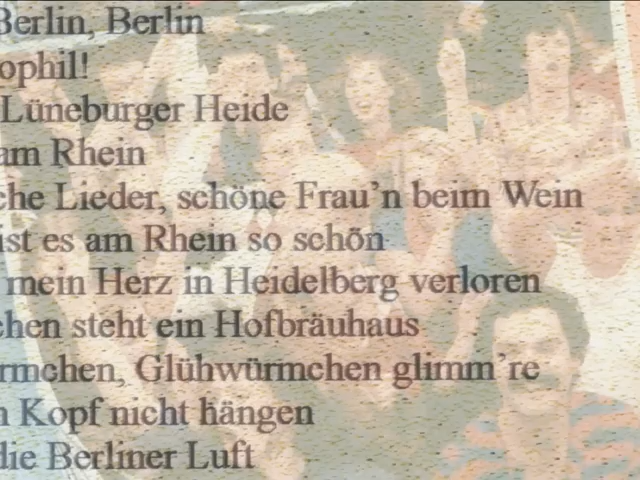 Berlin, Berlin
ophil!
Lüneburger Heide
am Rhein
che Lieder, schöne Frau'n beim Wein
ist es am Rhein so schön
mein Herz in Heidelberg verloren
chen steht ein Hofbräuhaus
rmchen, Glühwürmchen glimm're
n Kopf nicht hängen
die Berliner Luft